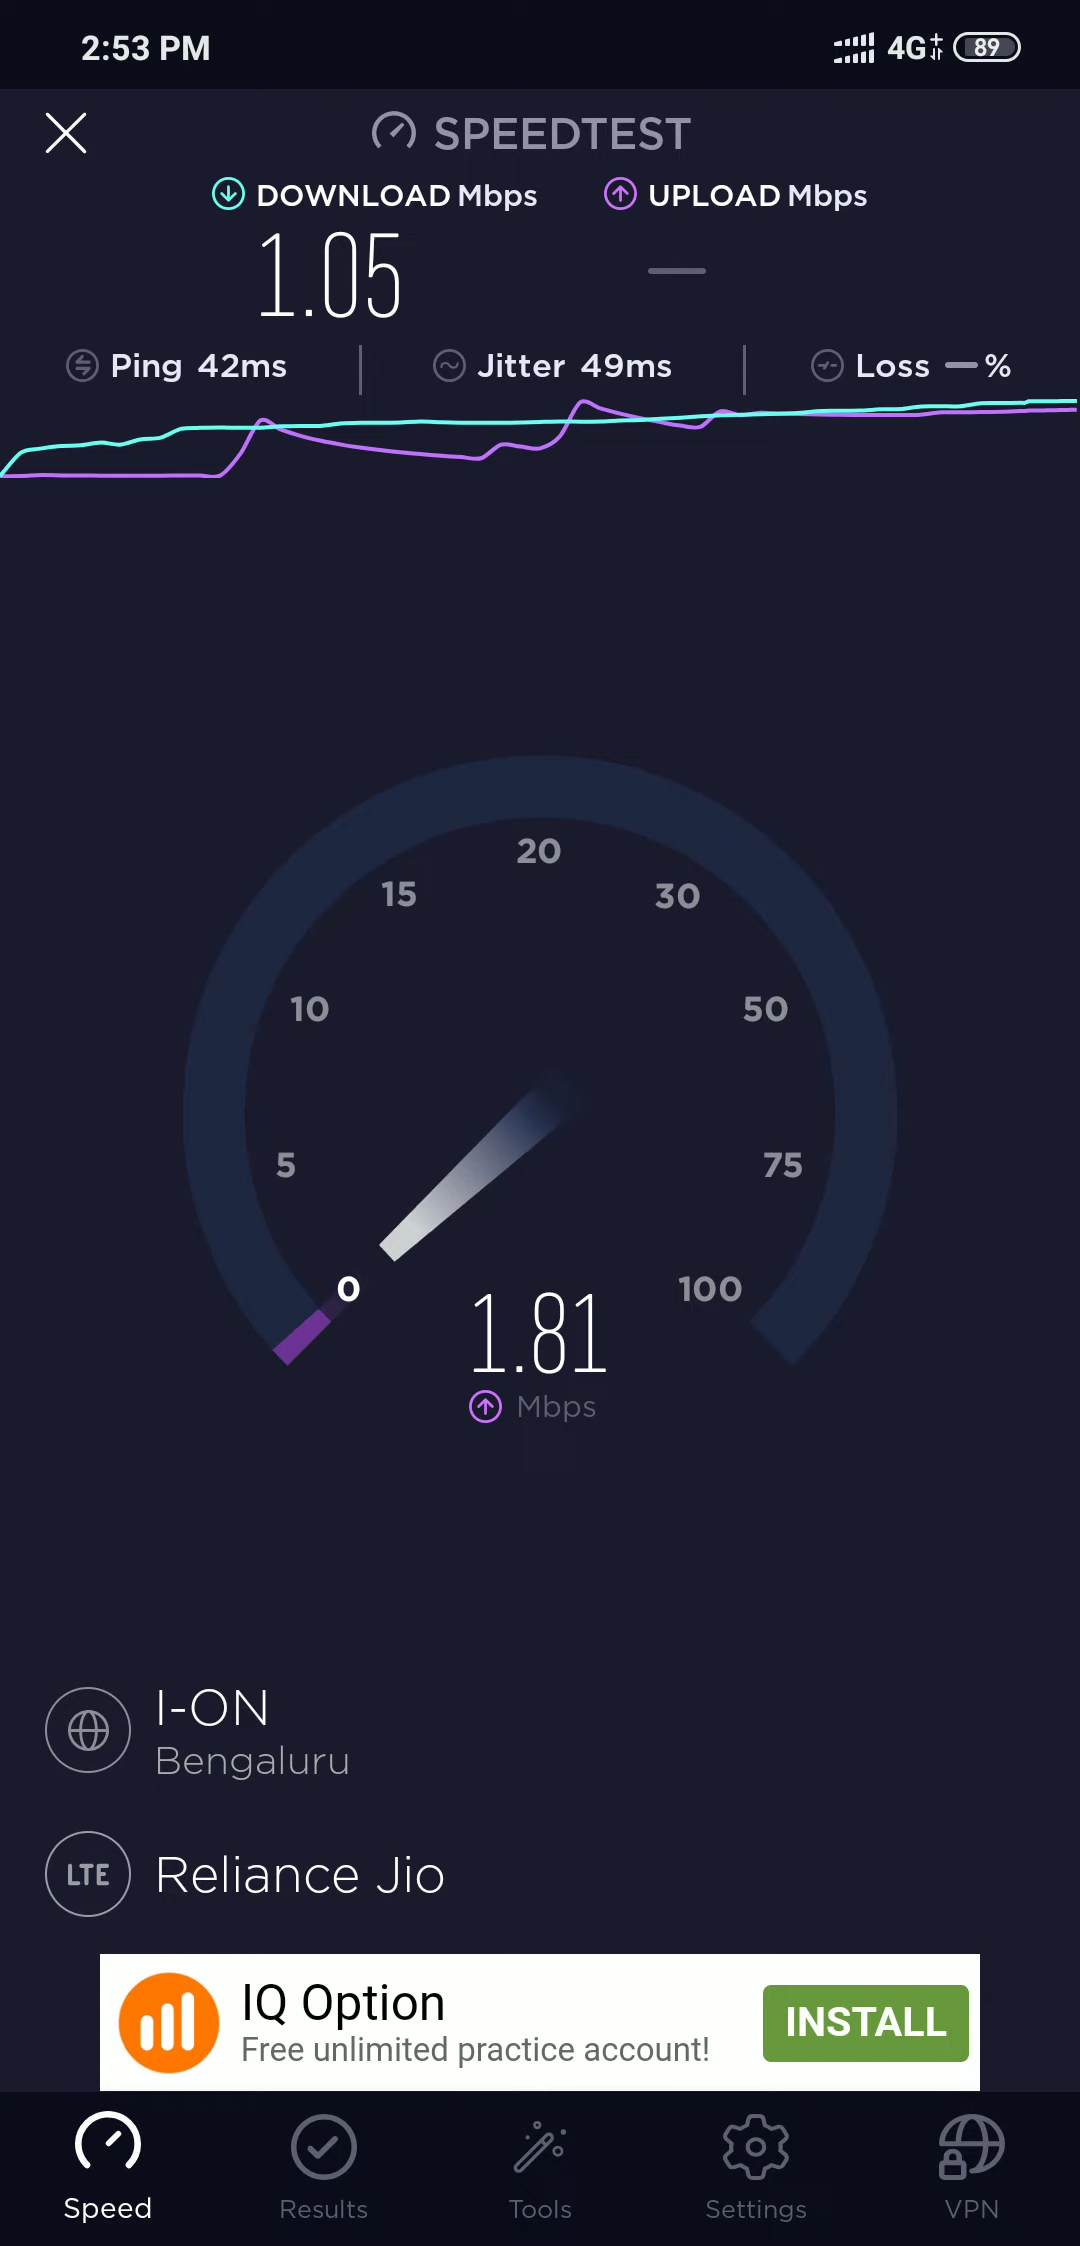 2:53 PM 4G+ 89
SPEEDTEST
DOWNLOAD Mbps UPLOAD Mbps
1.05 —
Ping 42ms Jitter 49ms Loss — %
20
15 30
10 50
5 75
0 100
1.81
Mbps
I-ON
Bengaluru
LTE Reliance Jio
IQ Option
Free unlimited practice account!
INSTALL
Speed Results Tools Settings VPN